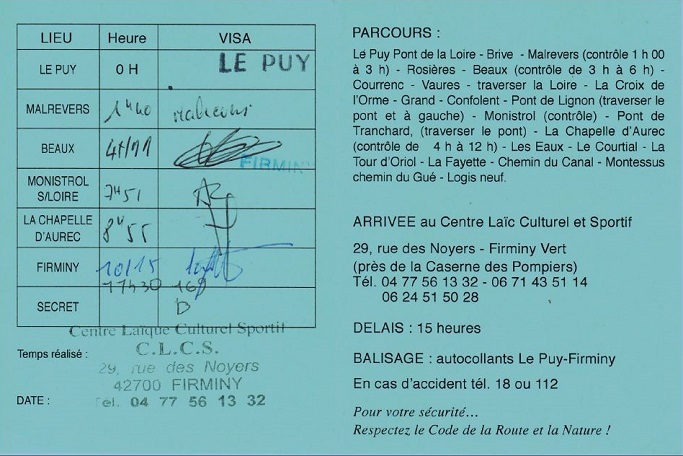 LIEU Heure VISA
LE PUY 0 H LE PUY
MALREVERS 1h40
BEAUX 4h11 FIRMINY
MONISTROL
S/LOIRE 7h51
LA CHAPELLE
D'AUREC 8h55
FIRMINY 10h15
SECRET 11h30
Centre Laïque Culturel Sportif
Temps réalisé : C.L.C.S.
29, rue des Noyers
42700 FIRMINY
DATE : Tél. 04 77 56 13 32
PARCOURS :
Le Puy Pont de la Loire - Brive - Malrevers (contrôle 1 h 00
à 3 h) - Rosières - Beaux (contrôle de 3 h à 6 h) -
Courrenc - Vaures - traverser la Loire - La Croix de
l'Orme - Grand - Confolent - Pont de Lignon (traverser le
pont et à gauche) - Monistrol (contrôle) - Pont de
Tranchard, (traverser le pont) - La Chapelle d'Aurec
(contrôle de 4 h à 12 h) - Les Eaux - Le Courtial - La
Tour d'Oriol - La Fayette - Chemin du Canal - Montessus
chemin du Gué - Logis neuf.
ARRIVEE au Centre Laïc Culturel et Sportif
29, rue des Noyers - Firminy Vert
(près de la Caserne des Pompiers)
Tél. 04 77 56 13 32 - 06 71 43 51 14
06 24 51 50 28
DELAIS : 15 heures
BALISAGE : autocollants Le Puy-Firminy
En cas d'accident tél. 18 ou 112
Pour votre sécurité…
Respectez le Code de la Route et la Nature !